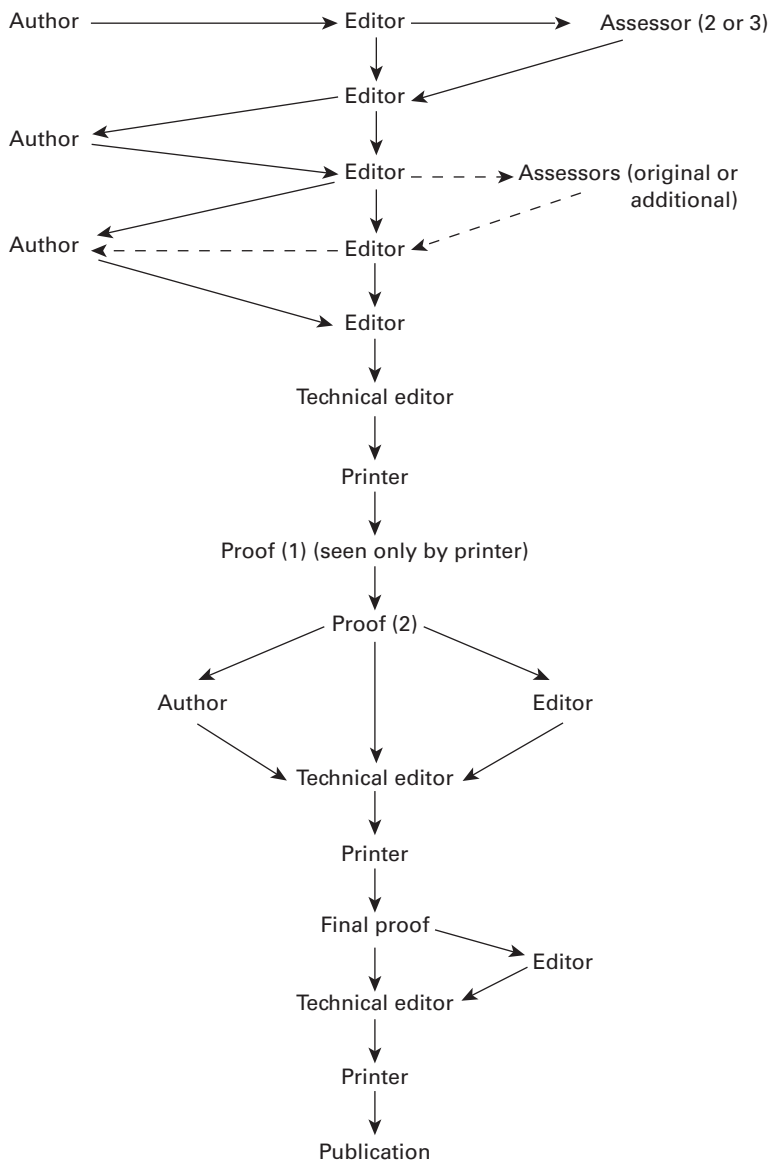 Author
Editor
Assessor (2 or 3)
Editor
Author
Editor
Assessors (original or
additional)
Author
Editor
Editor
Technical editor
Printer
Proof (1) (seen only by printer)
Proof (2)
Author
Editor
Technical editor
Printer
Final proof
Editor
Technical editor
Printer
Publication